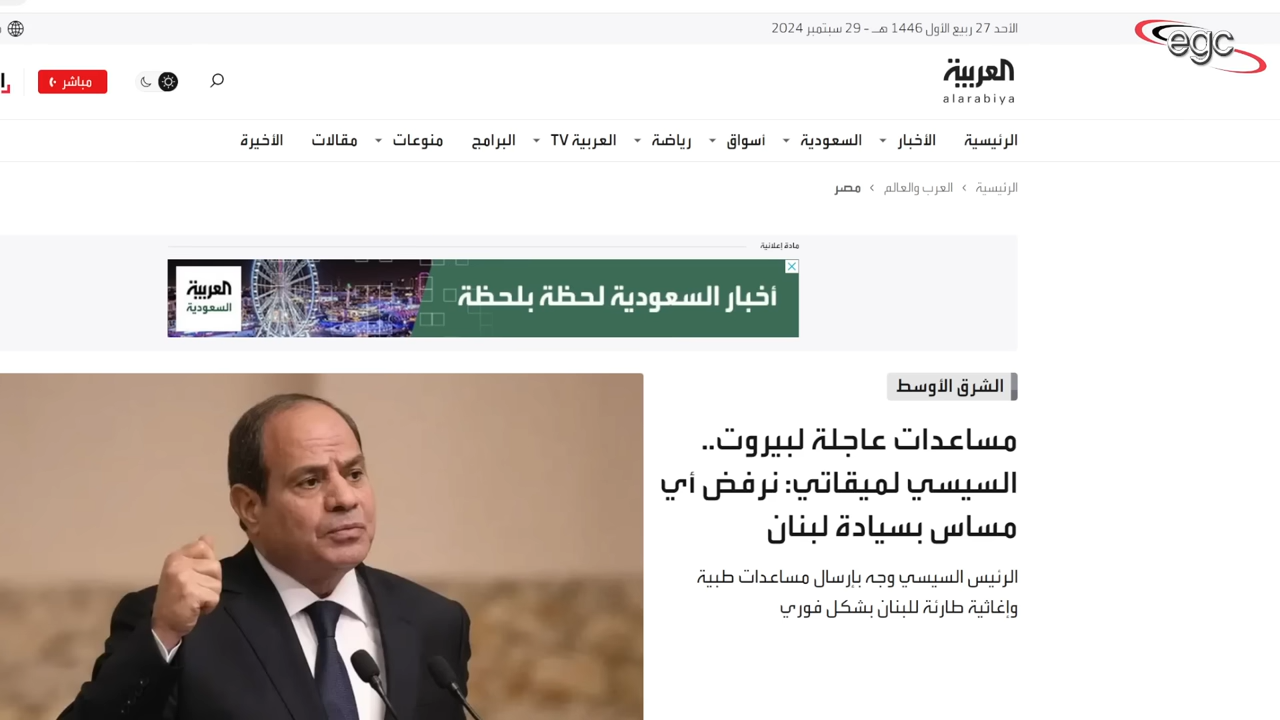 الأحد 27 ربيع الأول 1446 هـ - 29 سبتمبر 2024
egc
العربية
alarabiya
مباشر
الرئيسية الأخبار السعودية أسواق رياضة العربية TV البرامج منوعات مقالات الأخيرة
الرئيسية › العرب والعالم › مصر
مادة إعلانية
أخبار السعودية لحظة بلحظة
العربية
السعودية
الشرق الأوسط
مساعدات عاجلة لبيروت..
السيسي لميقاتي: نرفض أي
مساس بسيادة لبنان
الرئيس السيسي وجه بإرسال مساعدات طبية
وإغاثية طارئة للبنان بشكل فوري